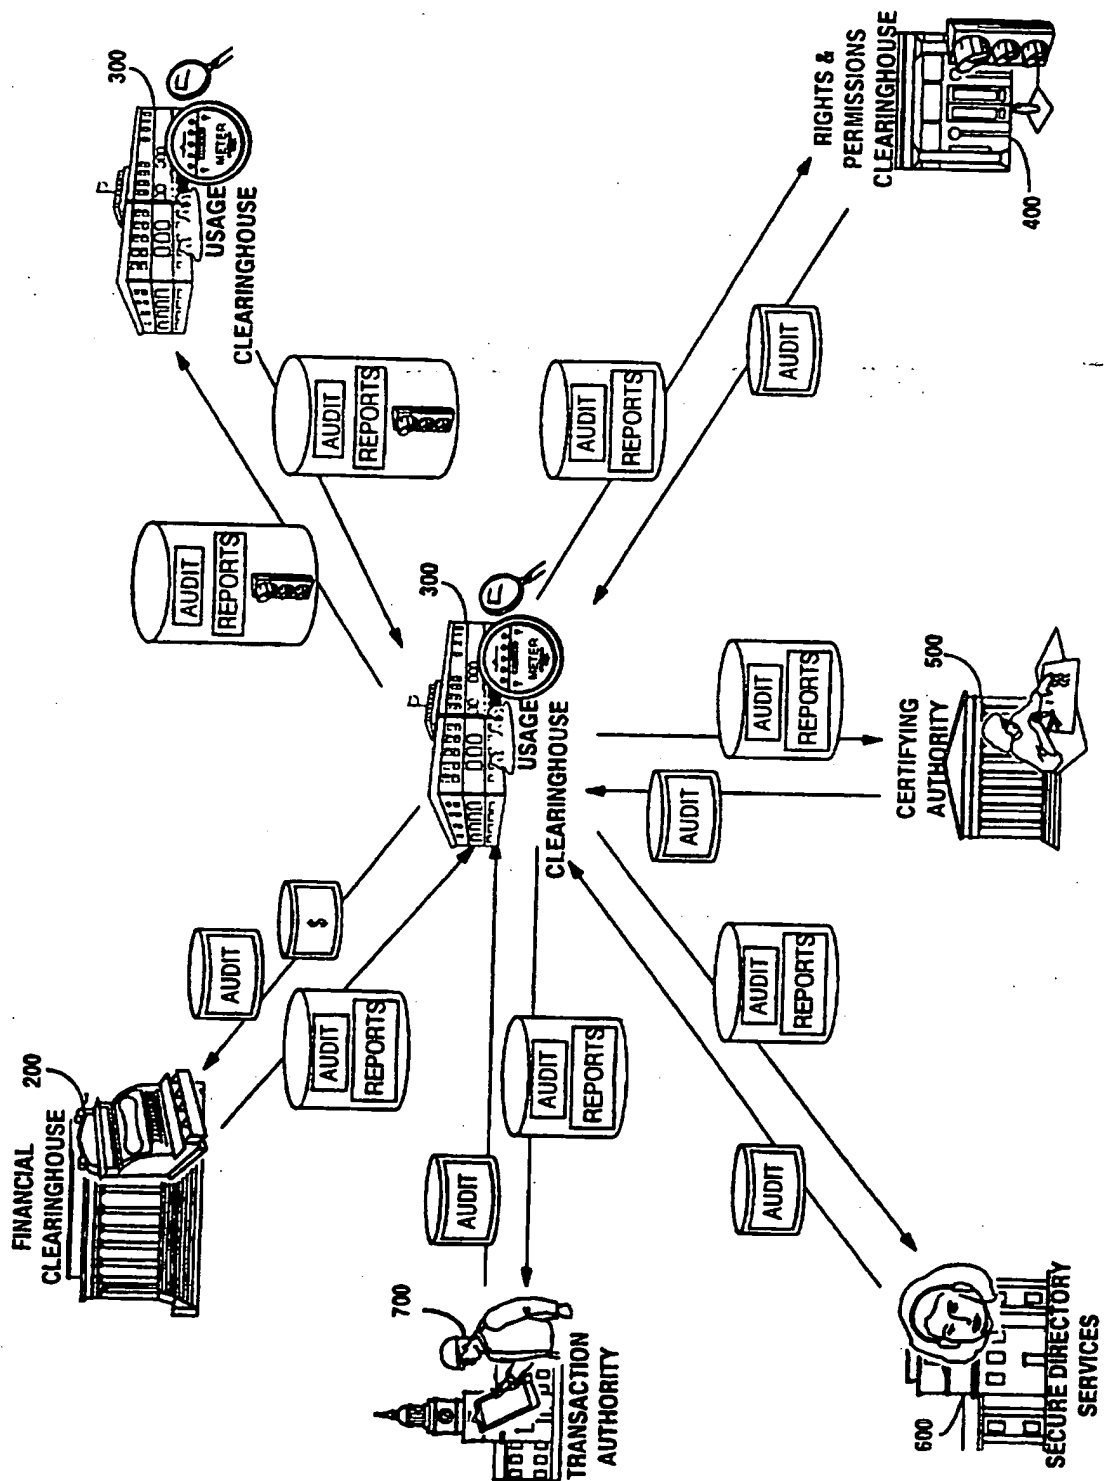 FINANCIAL
CLEARINGHOUSE
200
300
METER
USAGE
CLEARINGHOUSE
AUDIT
$
AUDIT
REPORTS
AUDIT
REPORTS
AUDIT
REPORTS
700
TRANSACTION
AUTHORITY
AUDIT
AUDIT
REPORTS
300
METER
USAGE
CLEARINGHOUSE
AUDIT
REPORTS
AUDIT
AUDIT
AUDIT
REPORTS
AUDIT
AUDIT
REPORTS
600
SECURE DIRECTORY
SERVICES
CERTIFYING
AUTHORITY
500
RIGHTS &
PERMISSIONS
CLEARINGHOUSE
400